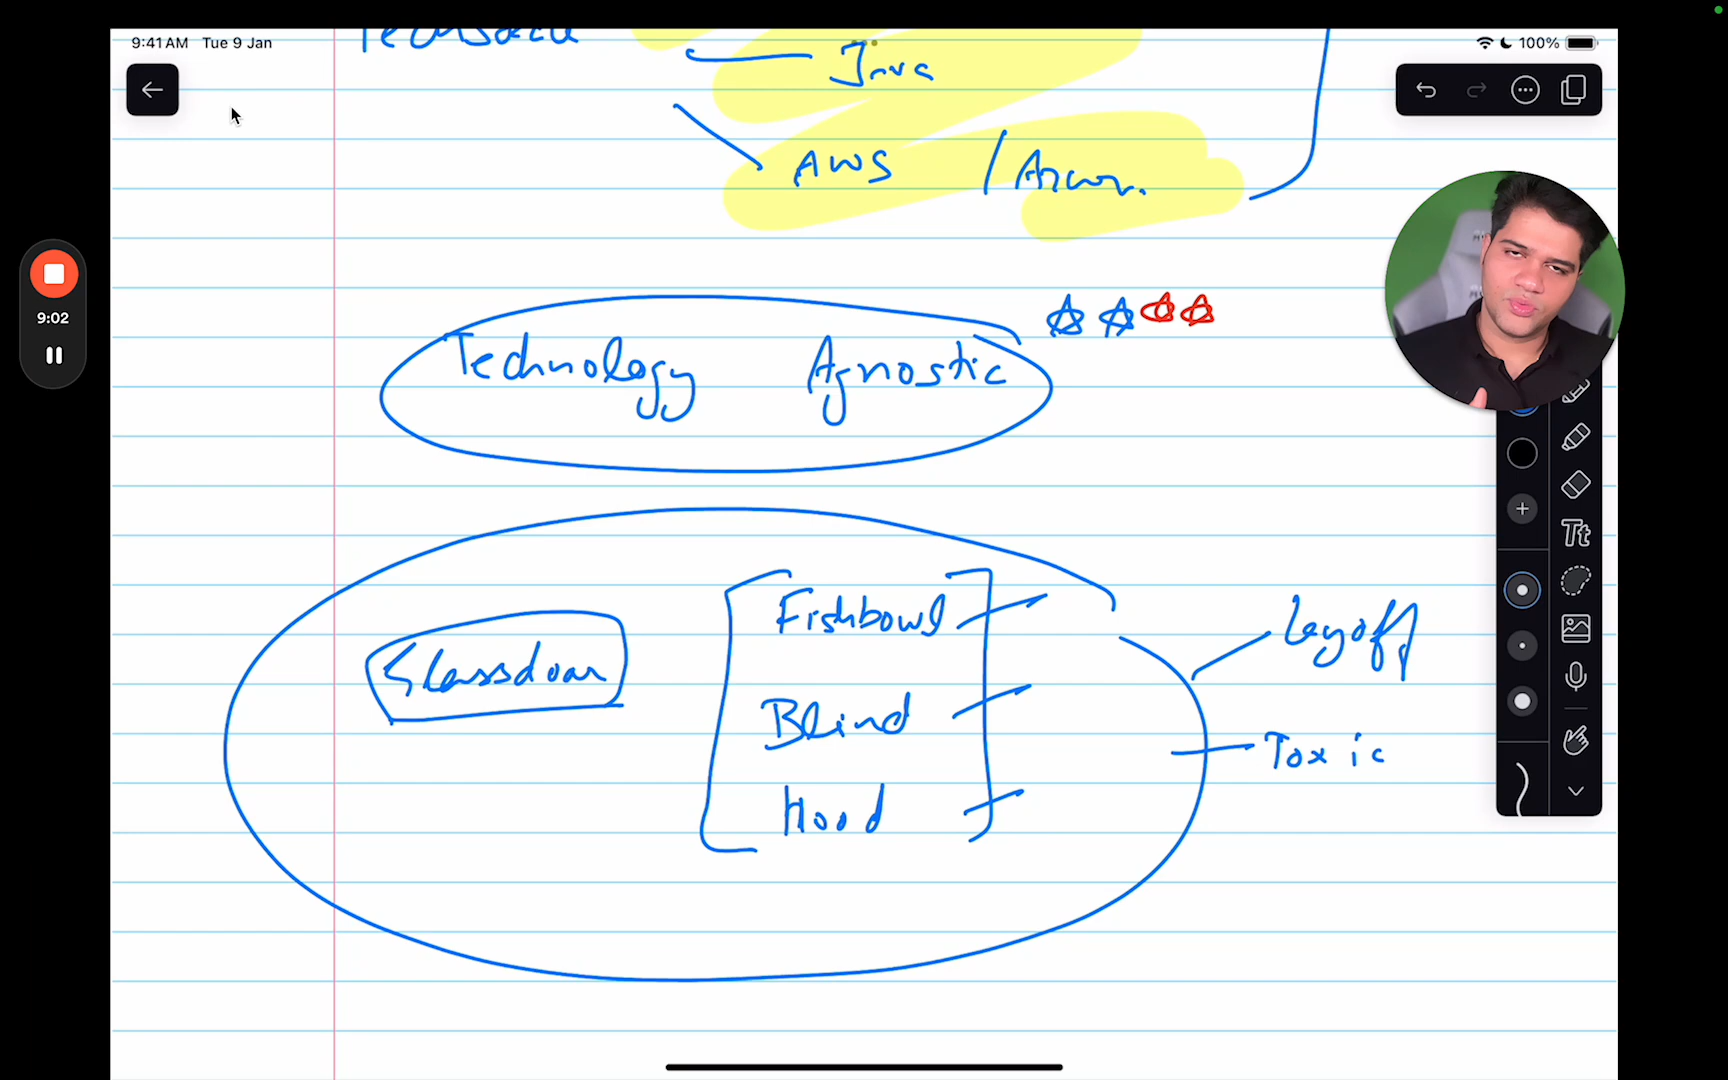 9:41 AM Tue 9 Jan
100%
Java
AWS / Azure.
Technology Agnostic
9:02
Fishbowl
Glassdoor
Layoff
Blind
Toxic
Hood
Tt